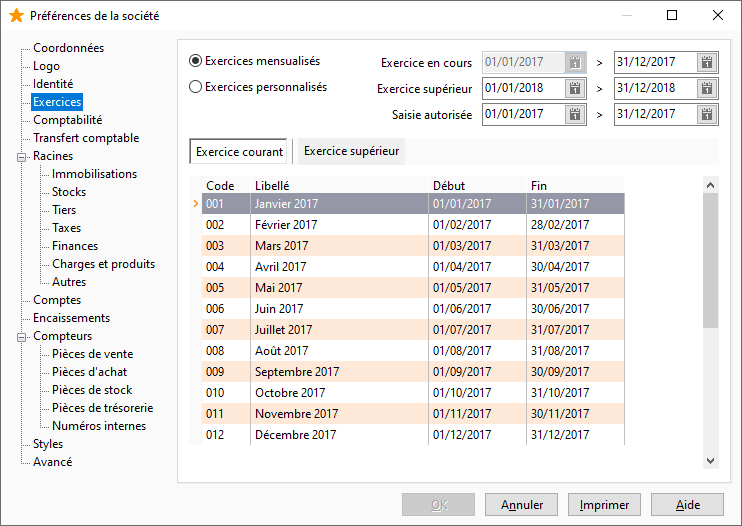 Préférences de la société
Coordonnées
Logo
Identité
Exercices
Comptabilité
Transfert comptable
Racines
Immobilisations
Stocks
Tiers
Taxes
Finances
Charges et produits
Autres
Comptes
Encaissements
Compteurs
Pièces de vente
Pièces d'achat
Pièces de stock
Pièces de trésorerie
Numéros internes
Styles
Avancé
Exercices mensualisés
Exercices personnalisés
Exercice en cours 01/01/2017 > 31/12/2017
Exercice supérieur 01/01/2018 > 31/12/2018
Saisie autorisée 01/01/2017 > 31/12/2017
Exercice courant Exercice supérieur
Code Libellé Début Fin
001 Janvier 2017 01/01/2017 31/01/2017
002 Février 2017 01/02/2017 28/02/2017
003 Mars 2017 01/03/2017 31/03/2017
004 Avril 2017 01/04/2017 30/04/2017
005 Mai 2017 01/05/2017 31/05/2017
006 Juin 2017 01/06/2017 30/06/2017
007 Juillet 2017 01/07/2017 31/07/2017
008 Août 2017 01/08/2017 31/08/2017
009 Septembre 2017 01/09/2017 30/09/2017
010 Octobre 2017 01/10/2017 31/10/2017
011 Novembre 2017 01/11/2017 30/11/2017
012 Décembre 2017 01/12/2017 31/12/2017
OK Annuler Imprimer Aide